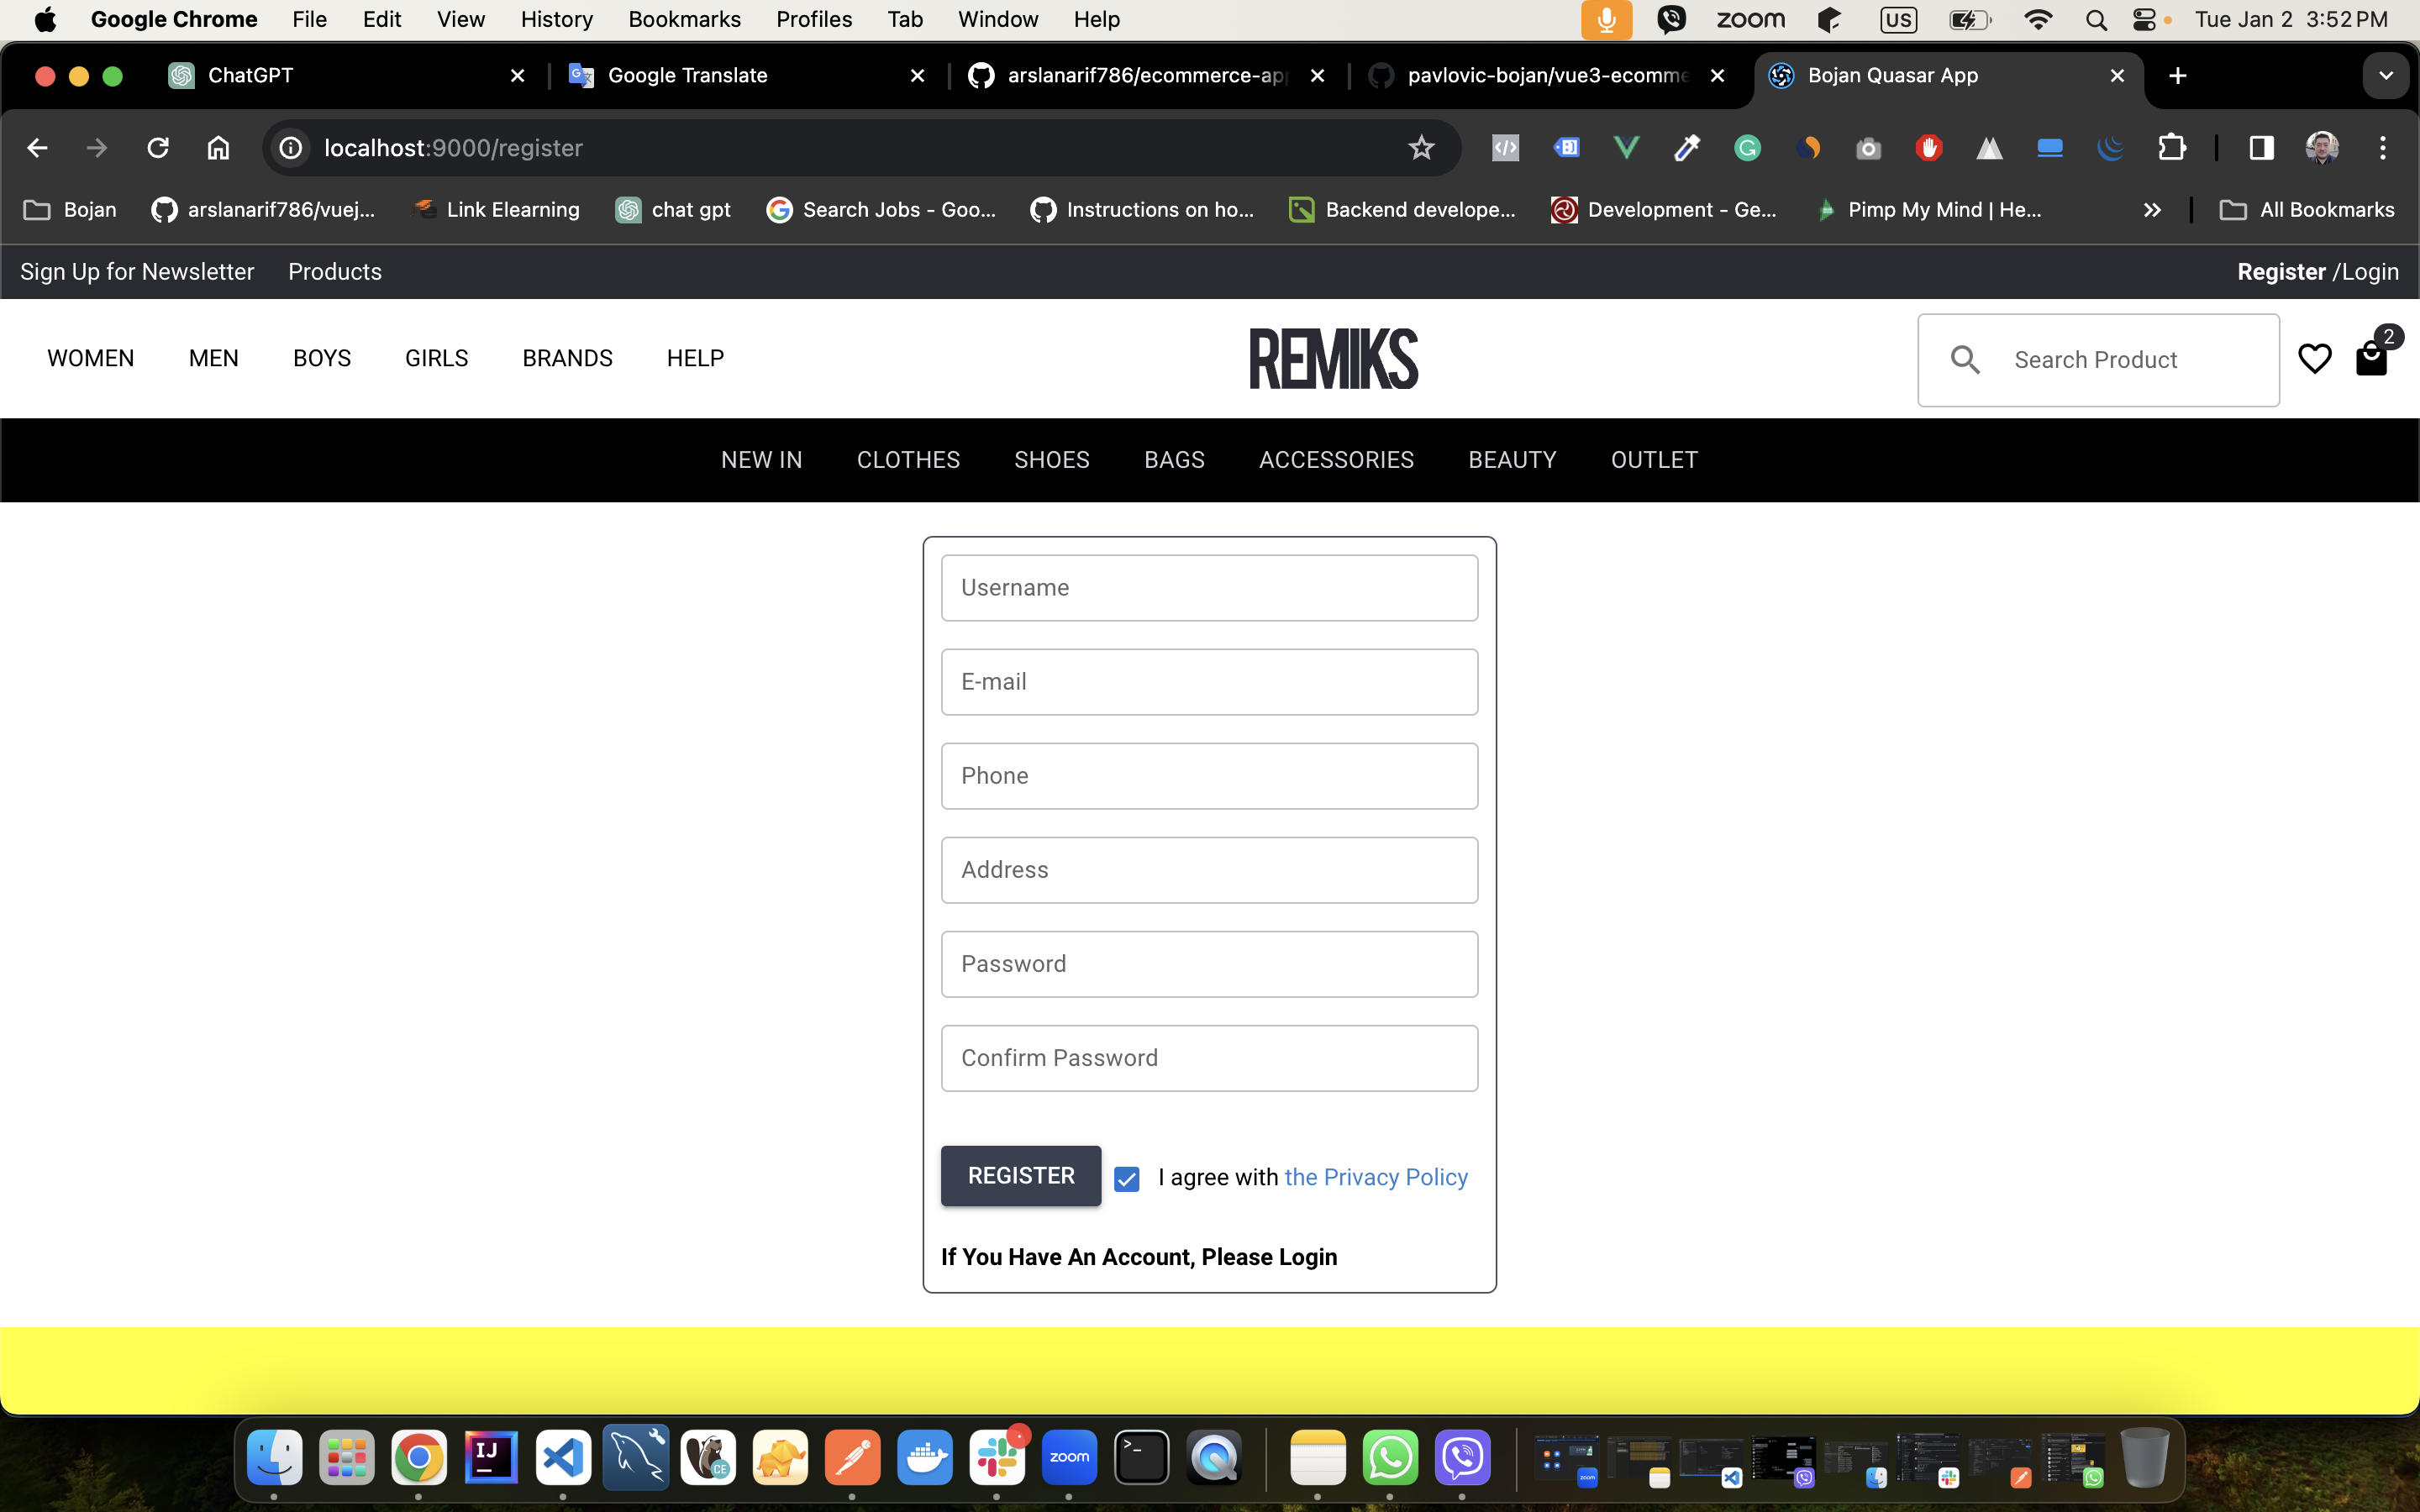 Google Chrome File Edit View History Bookmarks Profiles Tab Window Help zoom US Tue Jan 2 3:52 PM
ChatGPT Google Translate arslanarif786/ecommerce-app pavlovic-bojan/vue3-ecomme Bojan Quasar App
localhost:9000/register
Bojan arslanarif786/vuej... Link Elearning chat gpt Search Jobs - Goo... Instructions on ho... Backend develope... Development - Ge... Pimp My Mind | He... All Bookmarks
Sign Up for Newsletter Products Register /Login
WOMEN MEN BOYS GIRLS BRANDS HELP REMIKS Search Product 2
NEW IN CLOTHES SHOES BAGS ACCESSORIES BEAUTY OUTLET
Username
E-mail
Phone
Address
Password
Confirm Password
REGISTER I agree with the Privacy Policy
If You Have An Account, Please Login
IJ CE zoom